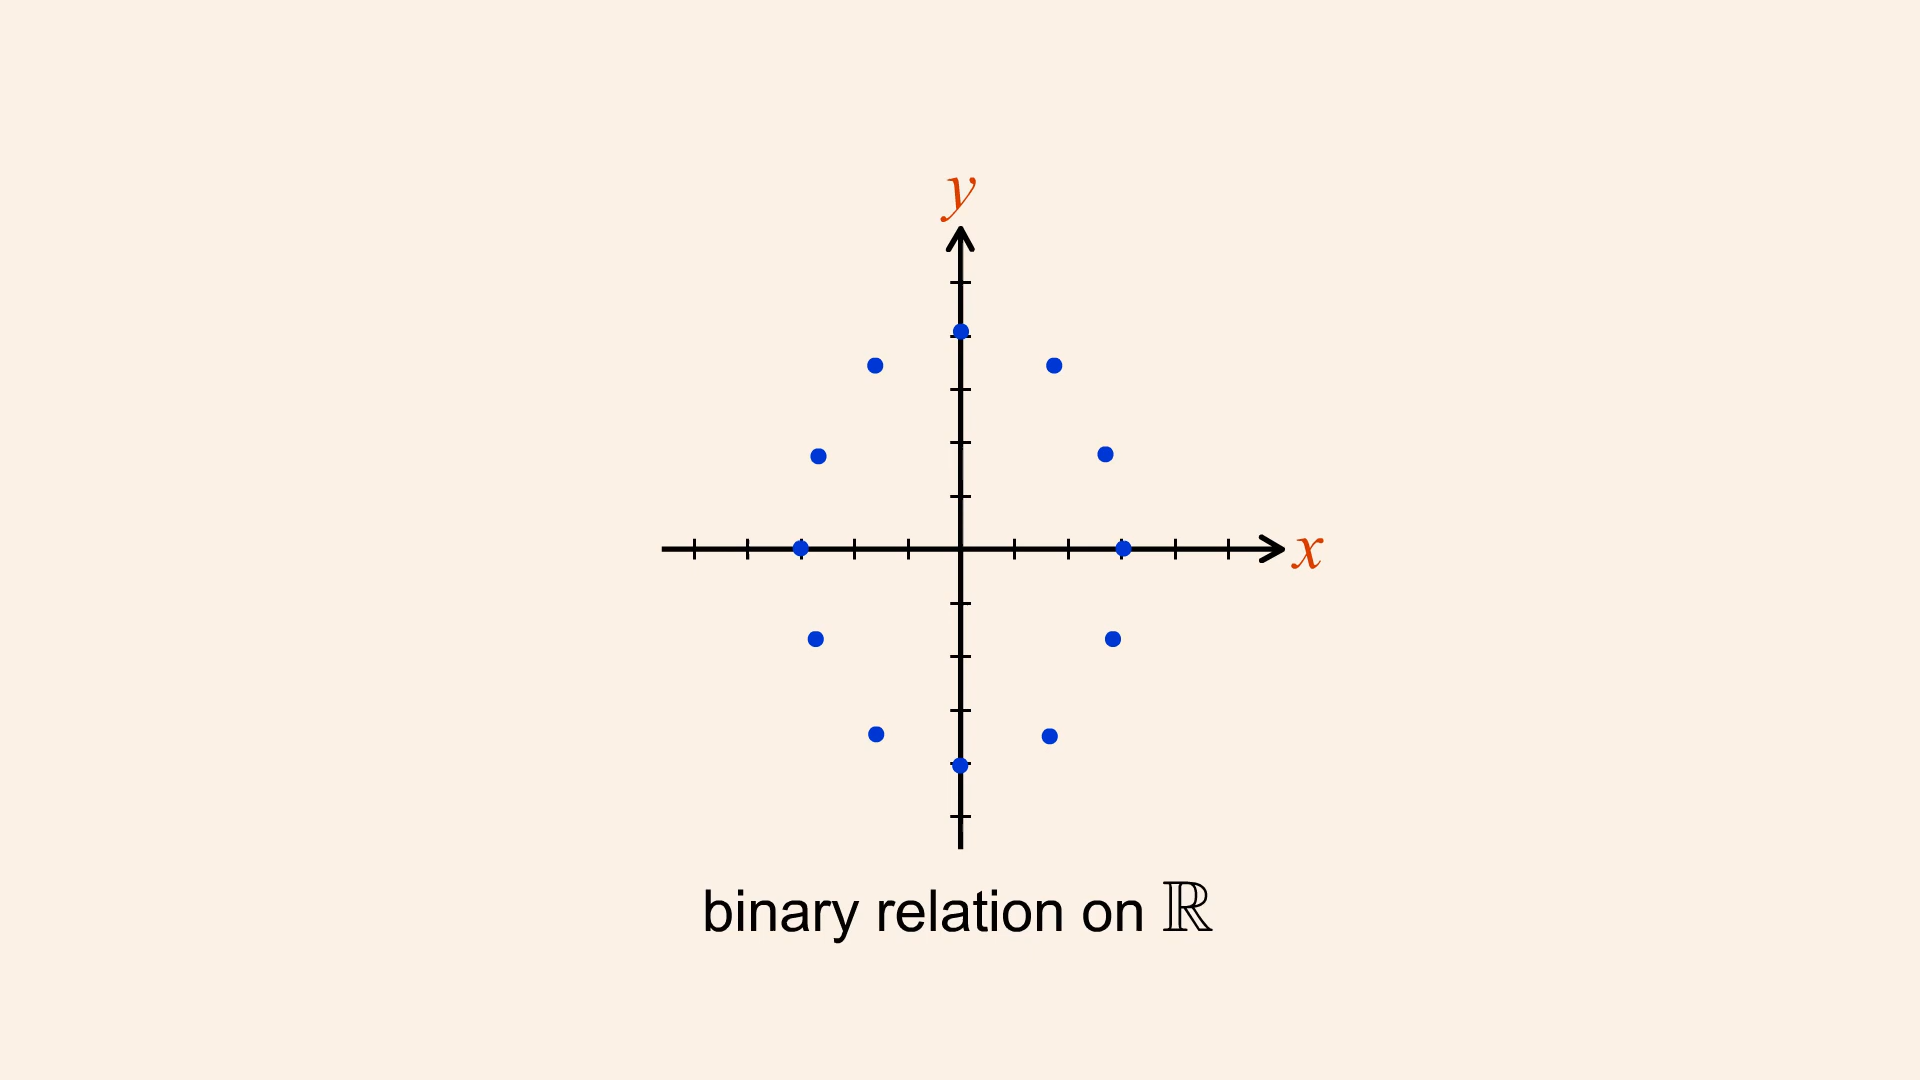 y
x
binary relation on ℝ